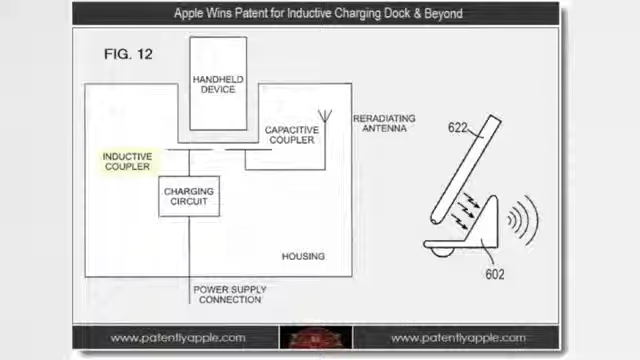 Apple Wins Patent for Inductive Charging Dock & Beyond
FIG. 12
HANDHELD
DEVICE
CAPACITIVE
COUPLER
RERADIATING
ANTENNA
INDUCTIVE
COUPLER
CHARGING
CIRCUIT
HOUSING
POWER SUPPLY
CONNECTION
622
602
www.patentlyapple.com
www.patentlyapple.com